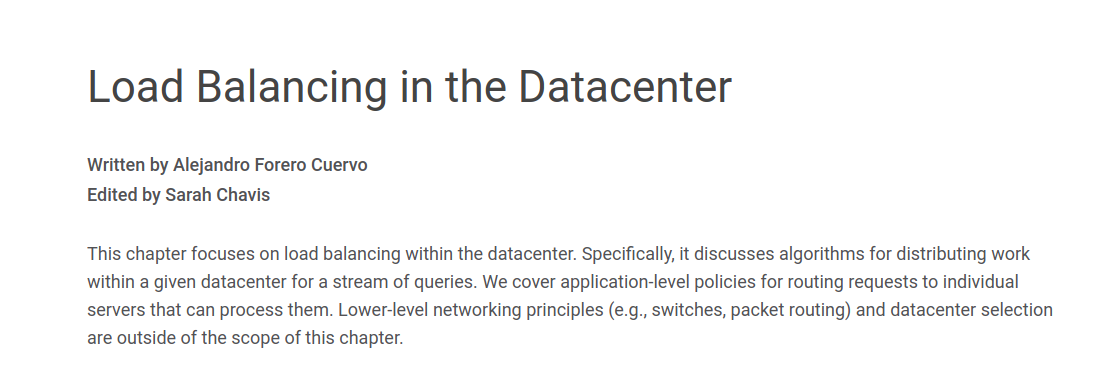 Load Balancing in the Datacenter
Written by Alejandro Forero Cuervo
Edited by Sarah Chavis
This chapter focuses on load balancing within the datacenter. Specifically, it discusses algorithms for distributing work
within a given datacenter for a stream of queries. We cover application-level policies for routing requests to individual
servers that can process them. Lower-level networking principles (e.g., switches, packet routing) and datacenter selection
are outside of the scope of this chapter.